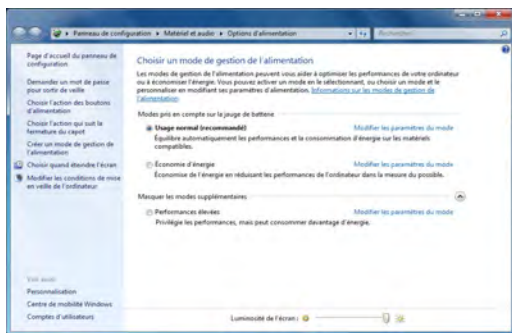 Panneau de configuration ▸ Matériel et audio ▸ Options d'alimentation
Rechercher
Page d'accueil du panneau de
configuration
Demander un mot de passe
pour sortir de veille
Choisir l'action des boutons
d'alimentation
Choisir l'action qui suit la
fermeture du capot
Créer un mode de gestion de
l'alimentation
Choisir quand éteindre l'écran
Modifier les conditions de mise
en veille de l'ordinateur
Voir aussi
Personnalisation
Centre de mobilité Windows
Comptes d'utilisateurs
Choisir un mode de gestion de l'alimentation
Les modes de gestion de l'alimentation peuvent vous aider à optimiser les performances de votre ordinateur
ou à économiser l'énergie. Vous pouvez activer un mode en le sélectionnant, ou choisir un mode et le
personnaliser en modifiant ses paramètres d'alimentation. Informations sur les modes de gestion de
l'alimentation
Modes pris en compte sur la jauge de batterie
Usage normal (recommandé) Modifier les paramètres du mode
Équilibre automatiquement les performances et la consommation d'énergie sur les matériels
compatibles.
Économie d'énergie Modifier les paramètres du mode
Économise de l'énergie en réduisant les performances de l'ordinateur dans la mesure du possible.
Masquer les modes supplémentaires
Performances élevées Modifier les paramètres du mode
Privilégie les performances, mais peut consommer davantage d'énergie.
Luminosité de l'écran :